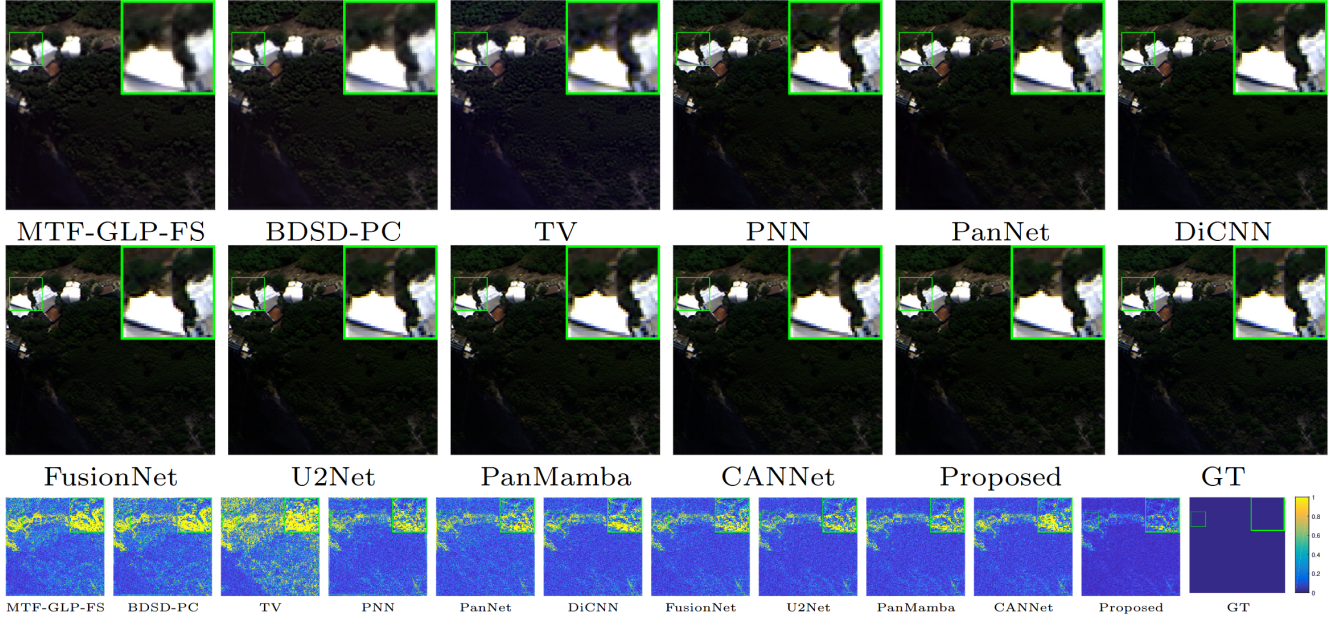 MTF-GLP-FS BDSD-PC TV PNN PanNet DiCNN
FusionNet U2Net PanMamba CANNet Proposed GT
1
0.8
0.6
0.4
0.2
0
MTF-GLP-FS BDSD-PC TV PNN PanNet DiCNN FusionNet U2Net PanMamba CANNet Proposed GT